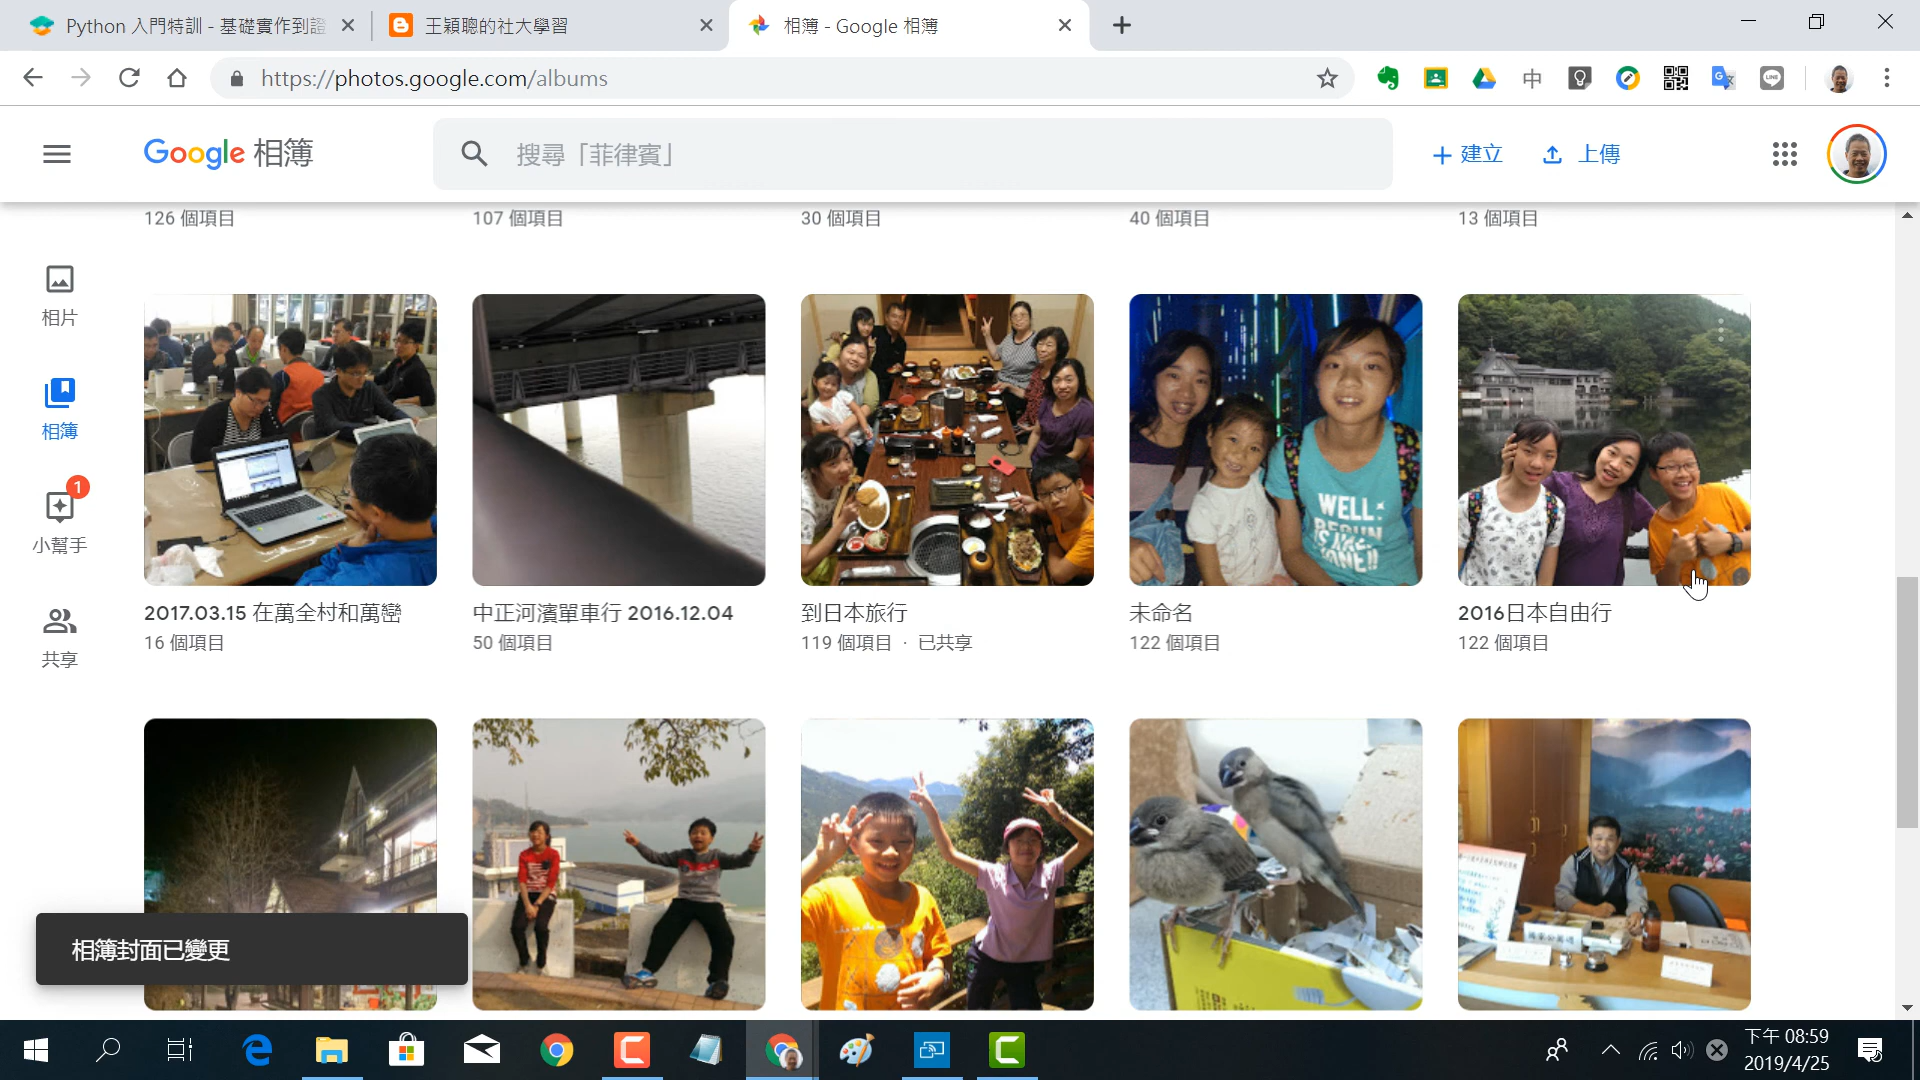 Python 入門特訓 - 基礎實作到證
王穎聰的社大學習
相簿 - Google 相簿
https://photos.google.com/albums
中
Google 相簿
搜尋「菲律賓」
建立
上傳
126 個項目
107 個項目
30 個項目
40 個項目
13 個項目
相片
相簿
1
小幫手
共享
WELL.
2017.03.15 在萬全村和萬巒
16 個項目
中正河濱單車行 2016.12.04
50 個項目
到日本旅行
119 個項目 · 已共享
未命名
122 個項目
2016日本自由行
122 個項目
相簿封面已變更
下午 08:59
2019/4/25